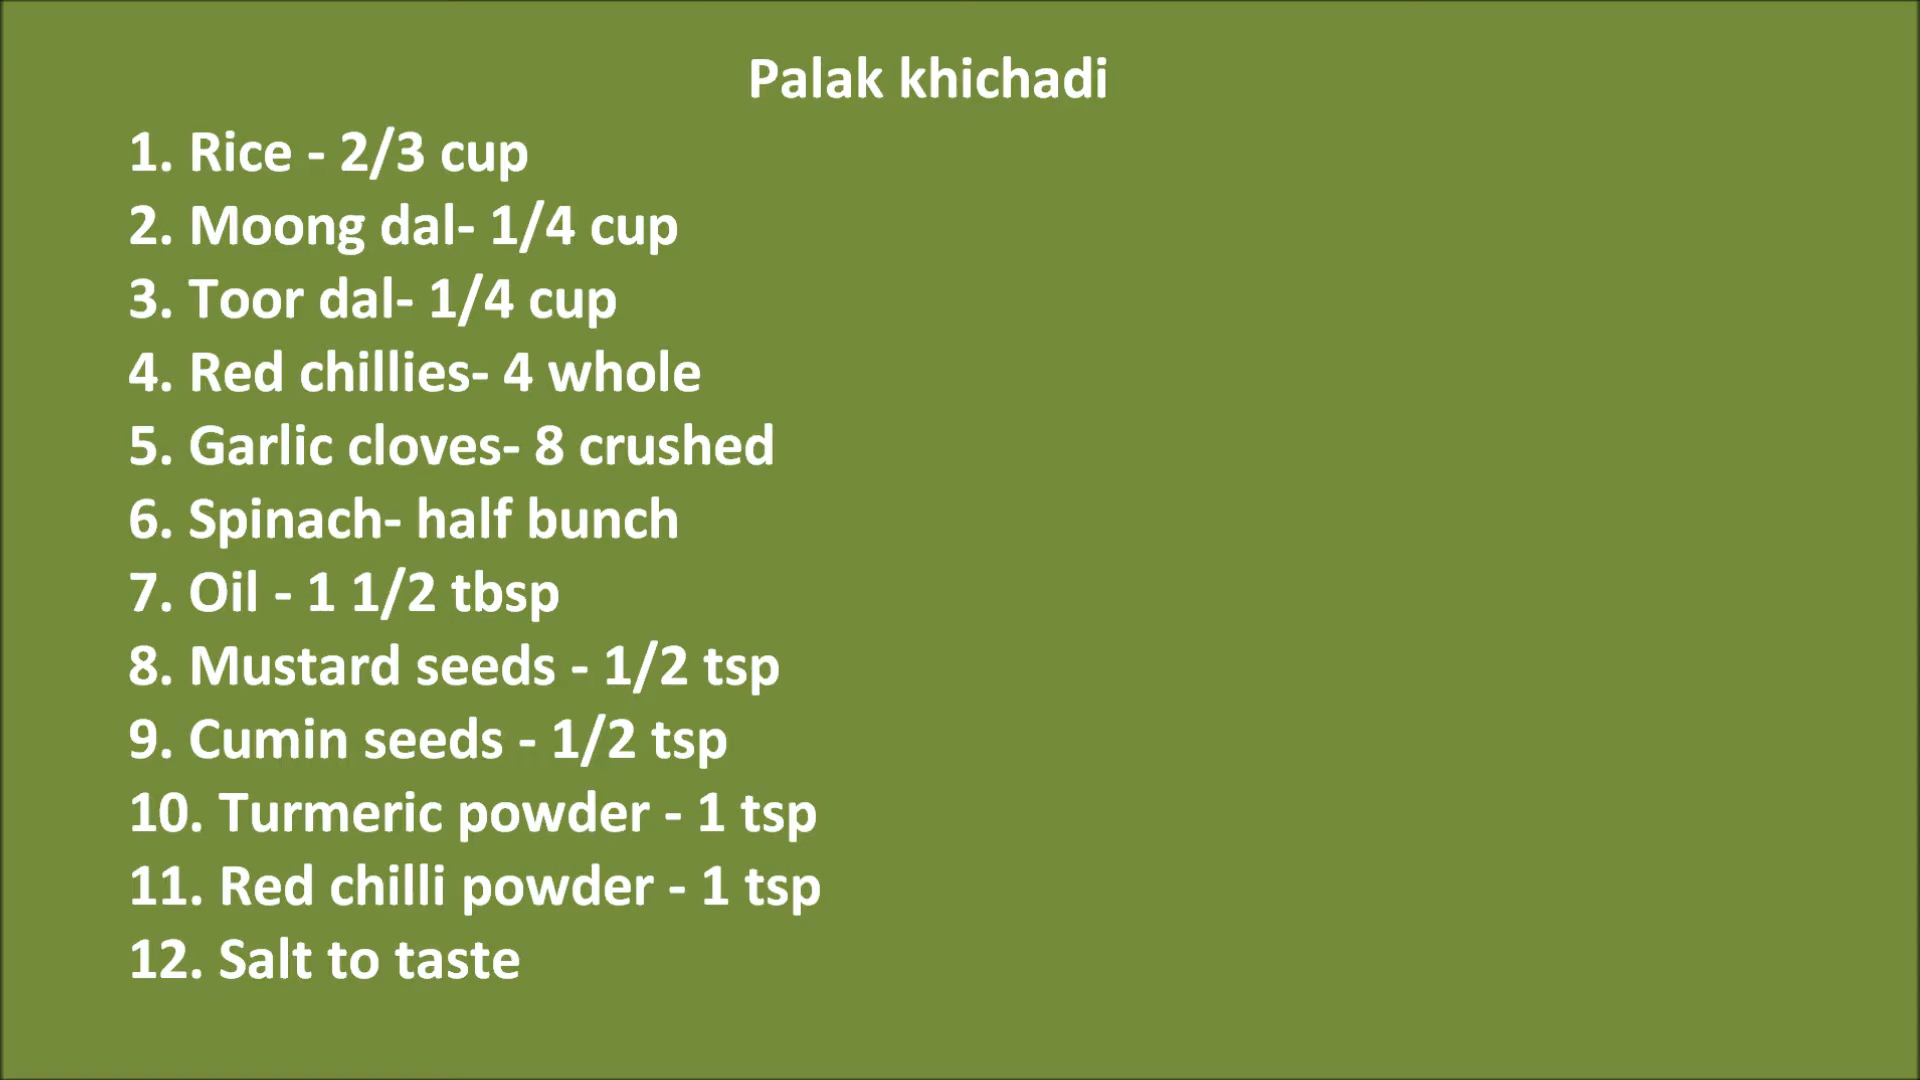 Palak khichadi
1. Rice - 2/3 cup
2. Moong dal- 1/4 cup
3. Toor dal- 1/4 cup
4. Red chillies- 4 whole
5. Garlic cloves- 8 crushed
6. Spinach- half bunch
7. Oil - 1 1/2 tbsp
8. Mustard seeds - 1/2 tsp
9. Cumin seeds - 1/2 tsp
10. Turmeric powder - 1 tsp
11. Red chilli powder - 1 tsp
12. Salt to taste